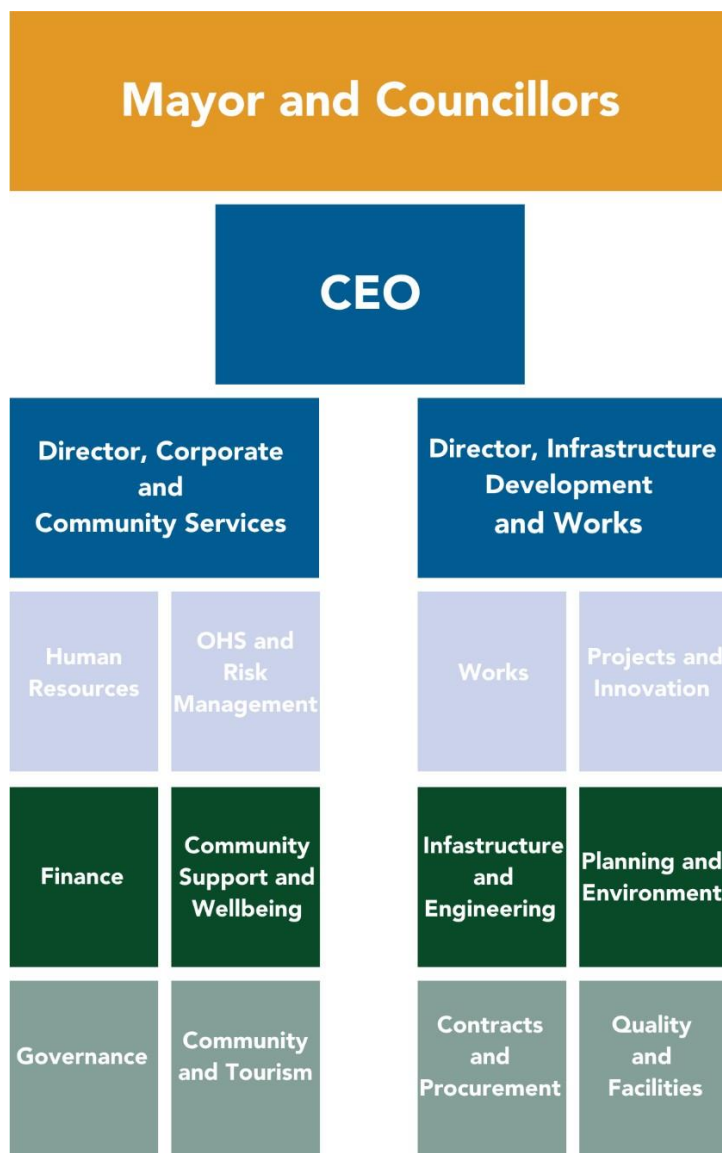 Mayor and Councillors
CEO
Director, Corporate
and
Community Services
Director, Infrastructure
Development
and Works
Human
Resources
OHS and
Risk
Management
Works
Projects and
Innovation
Finance
Community
Support and
Wellbeing
Infastructure
and
Engineering
Planning and
Environment
Governance
Community
and Tourism
Contracts
and
Procurement
Quality
and
Facilities